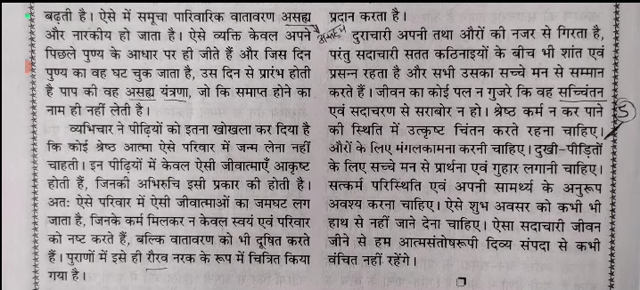 बढ़ती है। ऐसे में समूचा पारिवारिक वातावरण असह्य
और नारकीय हो जाता है। ऐसे व्यक्ति केवल अपने
पिछले पुण्य के आधार पर ही जीते हैं और जिस दिन
पुण्य का वह घट चुक जाता है, उस दिन से प्रारंभ होती
है पाप की वह असह्य यंत्रणा, जो कि समाप्त होने का
नाम ही नहीं लेती है।
व्यभिचार ने पीढ़ियों को इतना खोखला कर दिया है
कि कोई श्रेष्ठ आत्मा ऐसे परिवार में जन्म लेना नहीं
चाहती। इन पीढ़ियों में केवल ऐसी जीवात्माएँ आकृष्ट
होती हैं, जिनकी अभिरुचि इसी प्रकार की होती है।
अतः ऐसे परिवार में ऐसी जीवात्माओं का जमघट लग
जाता है, जिनके कर्म मिलकर न केवल स्वयं एवं परिवार
को नष्ट करते हैं, बल्कि वातावरण को भी दूषित करते
हैं। पुराणों में इसे ही रौरव नरक के रूप में चित्रित किया
गया है।
प्रदान करता है।
दुराचारी अपनी तथा औरों की नजर से गिरता है,
परंतु सदाचारी सतत कठिनाइयों के बीच भी शांत एवं
प्रसन्न रहता है और सभी उसका सच्चे मन से सम्मान
करते हैं। जीवन का कोई पल न गुजरे कि वह सच्चिंतन
एवं सदाचरण से सराबोर न हो। श्रेष्ठ कर्म न कर पाने
की स्थिति में उत्कृष्ट चिंतन करते रहना चाहिए।
औरों के लिए मंगलकामना करनी चाहिए। दुखी-पीड़ितों
के लिए सच्चे मन से प्रार्थना एवं गुहार लगानी चाहिए।
सत्कर्म परिस्थिति एवं अपनी सामर्थ्य के अनुरूप
अवश्य करना चाहिए। ऐसे शुभ अवसर को कभी भी
हाथ से नहीं जाने देना चाहिए। ऐसा सदाचारी जीवन
जीने से हम आत्मसंतोषरूपी दिव्य संपदा से कभी
वंचित नहीं रहेंगे।
5